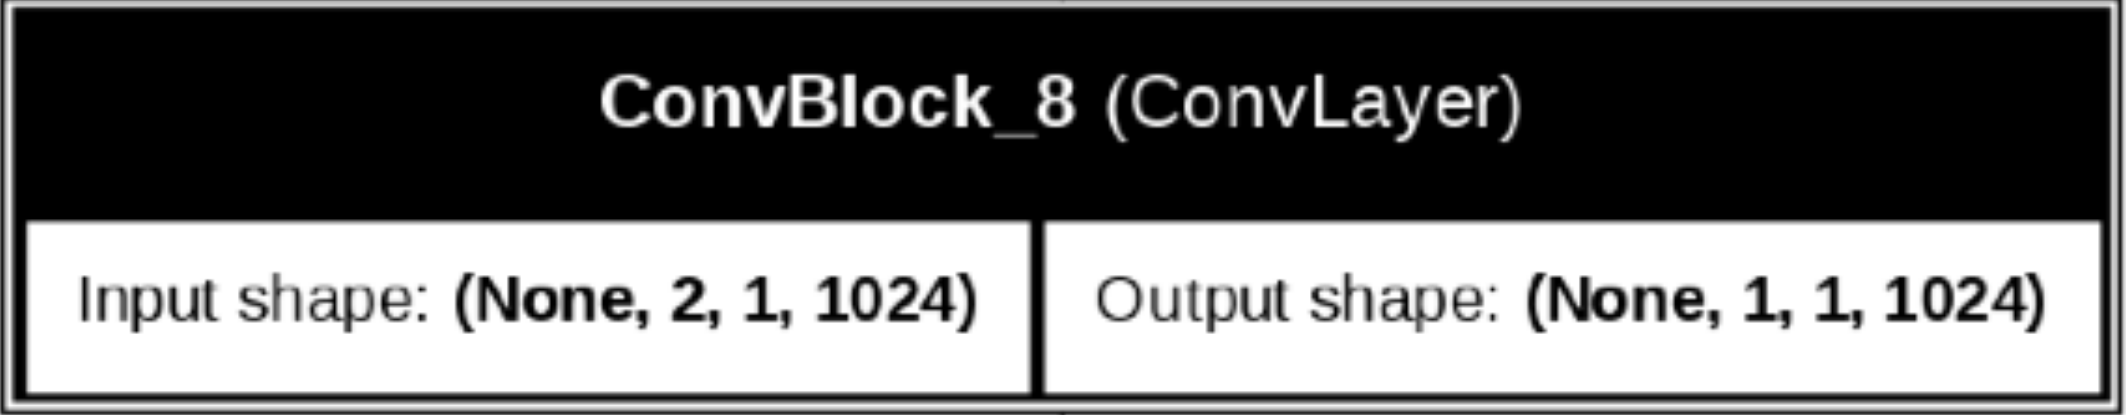 ConvBlock_8 (ConvLayer)
Input shape: (None, 2, 1, 1024)
Output shape: (None, 1, 1, 1024)